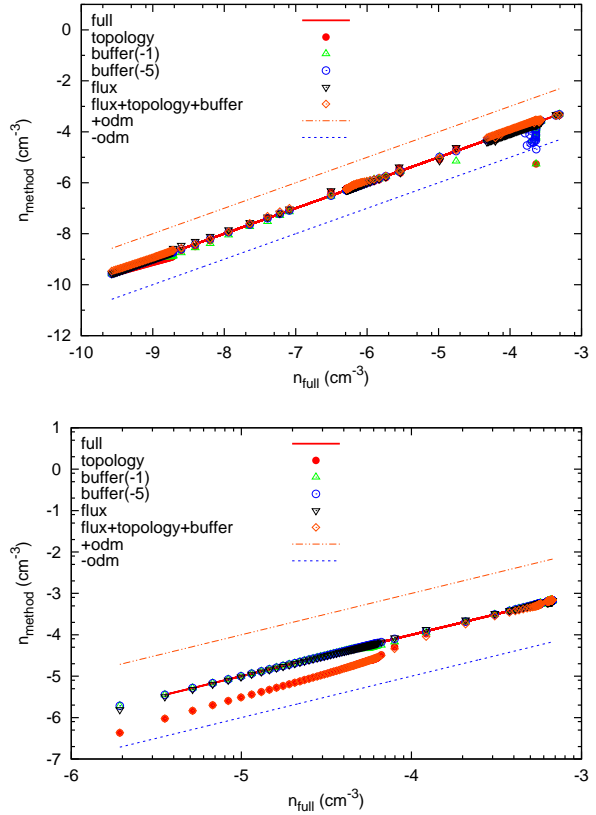 0
-2
-4
-6
-8
-10
-12
-10
-9
-8
-7
-6
-5
-4
-3
n_method (cm^-3)
n_full (cm^-3)
full
topology
buffer(-1)
buffer(-5)
flux
flux+topology+buffer
+odm
-odm
1
0
-1
-2
-3
-4
-5
-6
-7
-6
-5
-4
-3
n_method (cm^-3)
n_full (cm^-3)
full
topology
buffer(-1)
buffer(-5)
flux
flux+topology+buffer
+odm
-odm